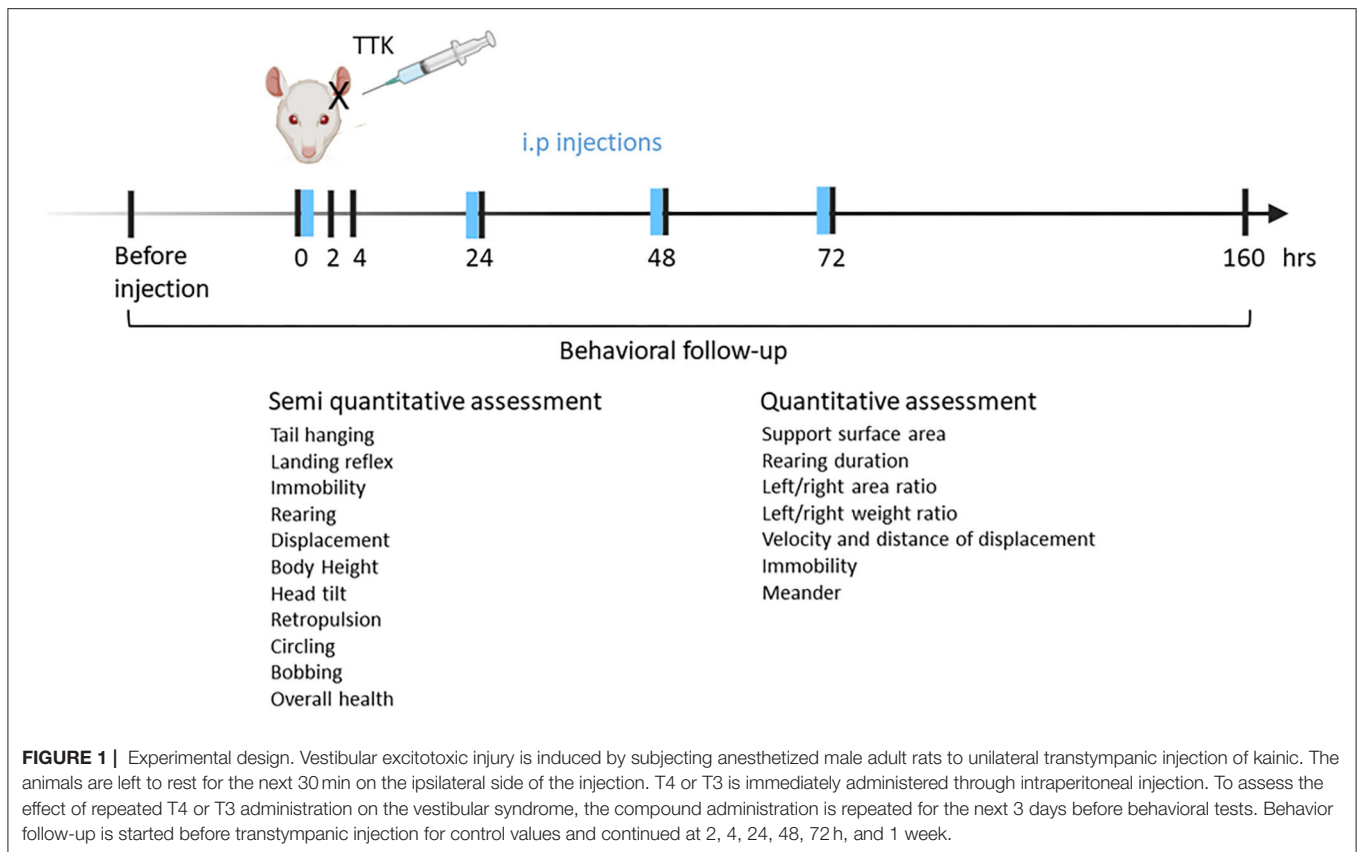 TTK
X
i.p injections
Before
injection
0 2 4 24 48 72 160 hrs
Behavioral follow-up
Semi quantitative assessment
Tail hanging
Landing reflex
Immobility
Rearing
Displacement
Body Height
Head tilt
Retropulsion
Circling
Bobbing
Overall health
Quantitative assessment
Support surface area
Rearing duration
Left/right area ratio
Left/right weight ratio
Velocity and distance of displacement
Immobility
Meander
FIGURE 1 | Experimental design. Vestibular excitotoxic injury is induced by subjecting anesthetized male adult rats to unilateral transtympanic injection of kainic. The
animals are left to rest for the next 30 min on the ipsilateral side of the injection. T4 or T3 is immediately administered through intraperitoneal injection. To assess the
effect of repeated T4 or T3 administration on the vestibular syndrome, the compound administration is repeated for the next 3 days before behavioral tests. Behavior
follow-up is started before transtympanic injection for control values and continued at 2, 4, 24, 48, 72 h, and 1 week.